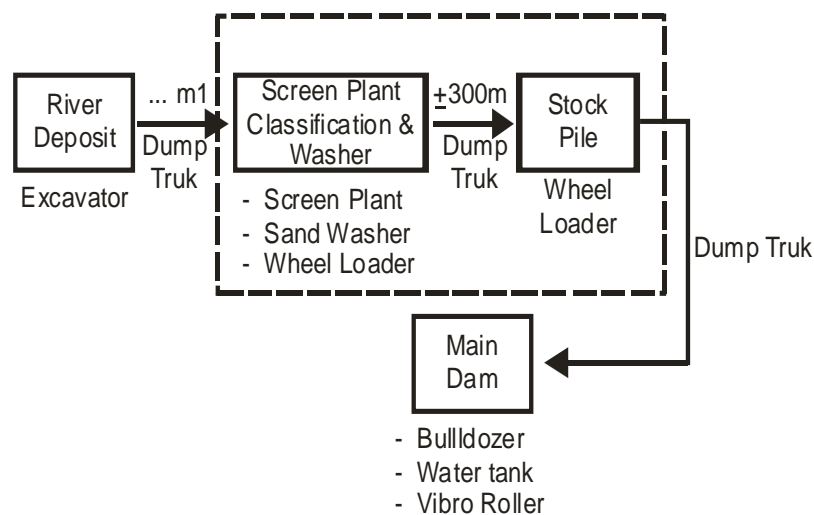 River
Deposit
Excavator
... m1
Dump
Truk
Screen Plant
Classification &
Washer
- Screen Plant
- Sand Washer
- Wheel Loader
±300m
Dump
Truk
Stock
Pile
Wheel
Loader
Dump Truk
Main
Dam
- Bullldozer
- Water tank
- Vibro Roller